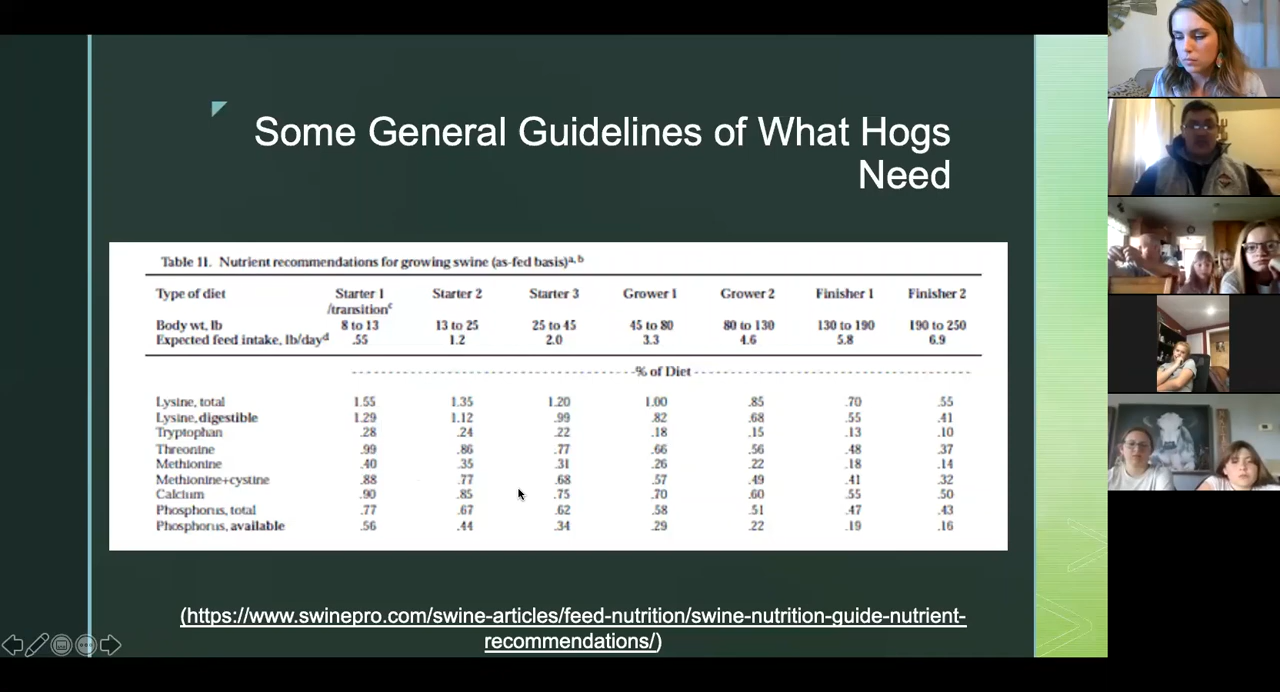 Some General Guidelines of What Hogs
Need
Table 11. Nutrient recommendations for growing swine (as-fed basis)a, b
Type of diet Starter 1 Starter 2 Starter 3 Grower 1 Grower 2 Finisher 1 Finisher 2
/transitionc
Body wt, lb 8 to 13 13 to 25 25 to 45 45 to 80 80 to 130 130 to 190 190 to 250
Expected feed intake, lb/dayd .55 1.2 2.0 3.3 4.6 5.8 6.9
% of Diet
Lysine, total 1.55 1.35 1.20 1.00 .85 .70 .55
Lysine, digestible 1.29 1.12 .99 .82 .68 .55 .41
Tryptophan .28 .24 .22 .18 .15 .13 .10
Threonine .99 .86 .77 .66 .56 .48 .37
Methionine .40 .35 .31 .26 .22 .18 .14
Methionine+cystine .88 .77 .68 .57 .49 .41 .32
Calcium .90 .85 .75 .70 .60 .55 .50
Phosphorus, total .77 .67 .62 .58 .51 .47 .43
Phosphorus, available .56 .44 .34 .29 .22 .19 .16
(https://www.swinepro.com/swine-articles/feed-nutrition/swine-nutrition-guide-nutrient-
recommendations/)